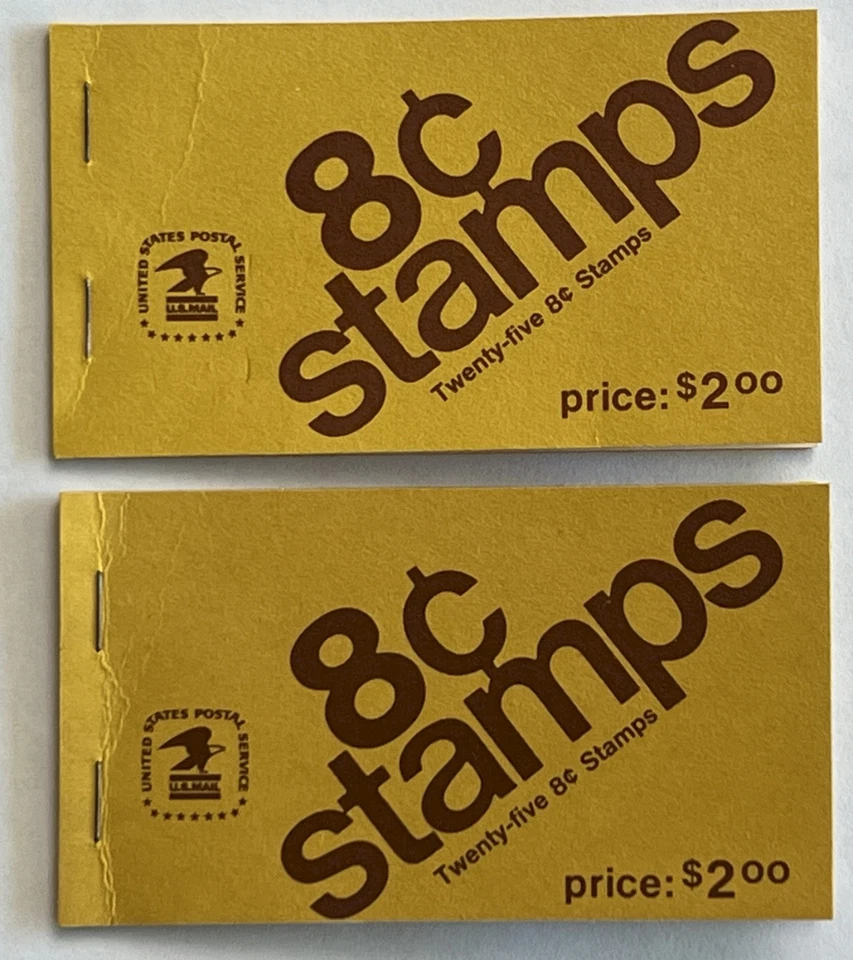 8¢
stamps
Twenty-five 8¢ Stamps
UNITED STATES POSTAL SERVICE
U.S.MAIL
price: $2.00
8¢
stamps
Twenty-five 8¢ Stamps
UNITED STATES POSTAL SERVICE
U.S.MAIL
price: $2.00